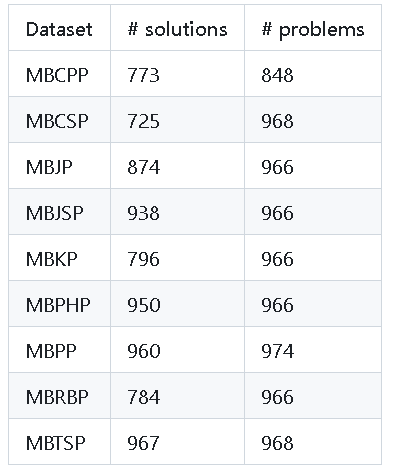 Dataset # solutions # problems
MBCPP 773 848
MBCSP 725 968
MBJP 874 966
MBJSP 938 966
MBKP 796 966
MBPHP 950 966
MBPP 960 974
MBRBP 784 966
MBTSP 967 968